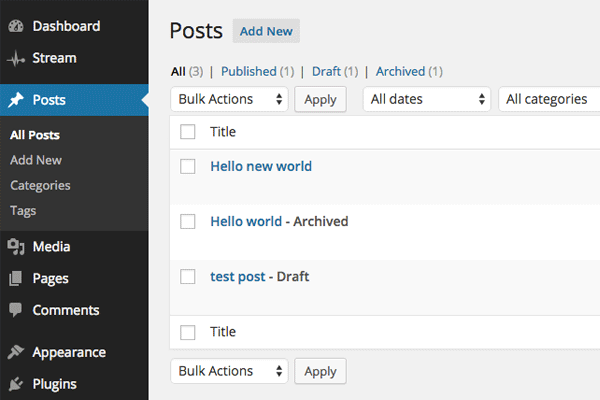 Dashboard
Stream
Posts
All Posts
Add New
Categories
Tags
Media
Pages
Comments
Appearance
Plugins
Posts Add New
All (3) | Published (1) | Draft (1) | Archived (1)
Bulk Actions Apply All dates All categories
Title
Hello new world
Hello world - Archived
test post - Draft
Title
Bulk Actions Apply